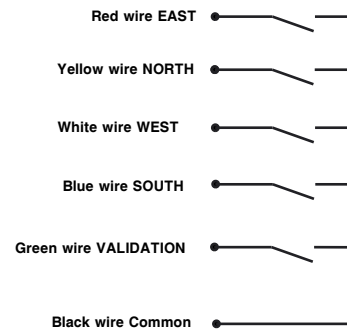 Red wire EAST
Yellow wire NORTH
White wire WEST
Blue wire SOUTH
Green wire VALIDATION
Black wire Common